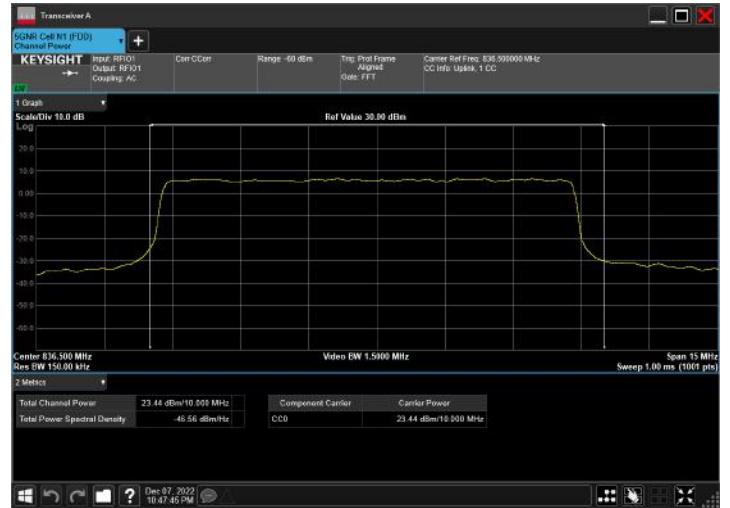 Transceiver A
5GNR Cell N1 (FDD)
Channel Power
KEYSIGHT
Input: RFIO1
Output: RFIO1
Coupling: AC
Corr CCorr
Range -60 dBm
Trig: Prot Frame
Aligned
Gate: FFT
Carrier Ref Freq: 836.500000 MHz
CC Info: Uplink, 1 CC
1 Graph
Scale/Div 10.0 dB
Ref Value 30.00 dBm
Log
20.0
10.0
0.00
-10.0
-20.0
-30.0
-40.0
-50.0
-60.0
Center 836.500 MHz
Video BW 1.5000 MHz
Span 15 MHz
Res BW 150.00 kHz
Sweep 1.00 ms (1001 pts)
2 Metrics
Total Channel Power 23.44 dBm/10.000 MHz
Total Power Spectral Density -46.56 dBm/Hz
Component Carrier Carrier Power
CC0 23.44 dBm/10.000 MHz
?
Dec 07, 2022
10:47:45 PM